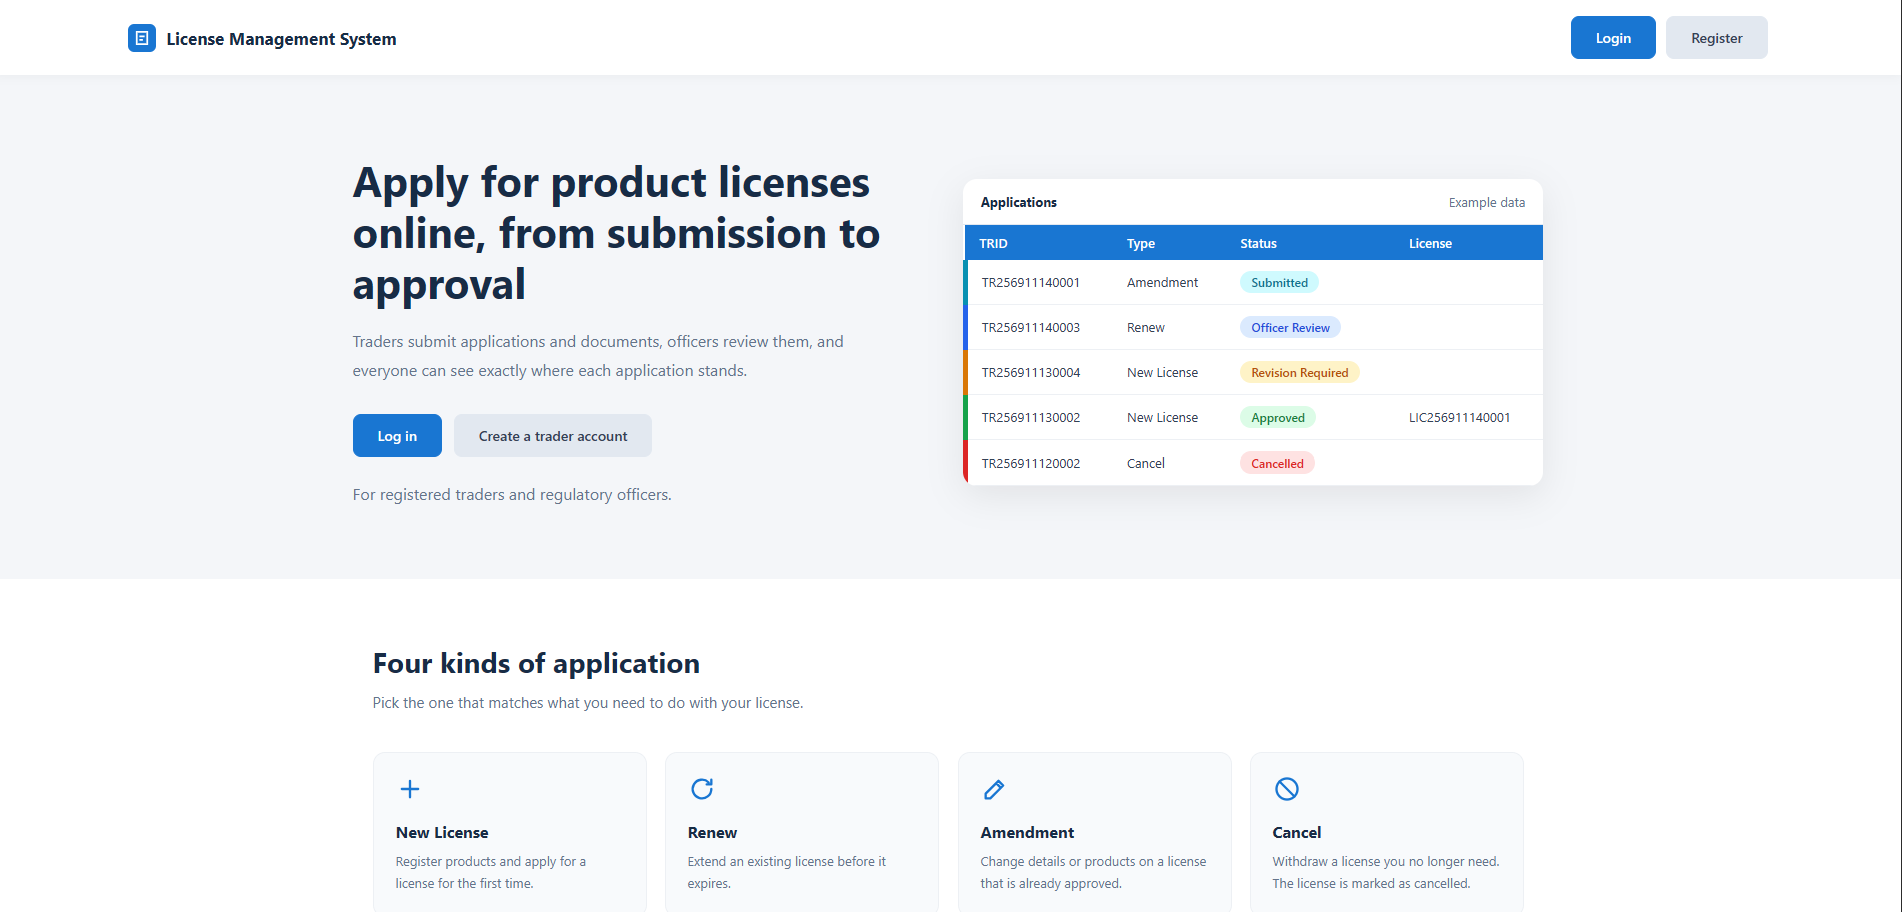 License Management System
Login
Register
Apply for product licenses
online, from submission to
approval
Traders submit applications and documents, officers review them, and
everyone can see exactly where each application stands.
Log in
Create a trader account
For registered traders and regulatory officers.
Applications
Example data
TRID Type Status License
TR256911140001 Amendment Submitted
TR256911140003 Renew Officer Review
TR256911130004 New License Revision Required
TR256911130002 New License Approved LIC256911140001
TR256911120002 Cancel Cancelled
Four kinds of application
Pick the one that matches what you need to do with your license.
New License
Register products and apply for a
license for the first time.
Renew
Extend an existing license before it
expires.
Amendment
Change details or products on a license
that is already approved.
Cancel
Withdraw a license you no longer need.
The license is marked as cancelled.